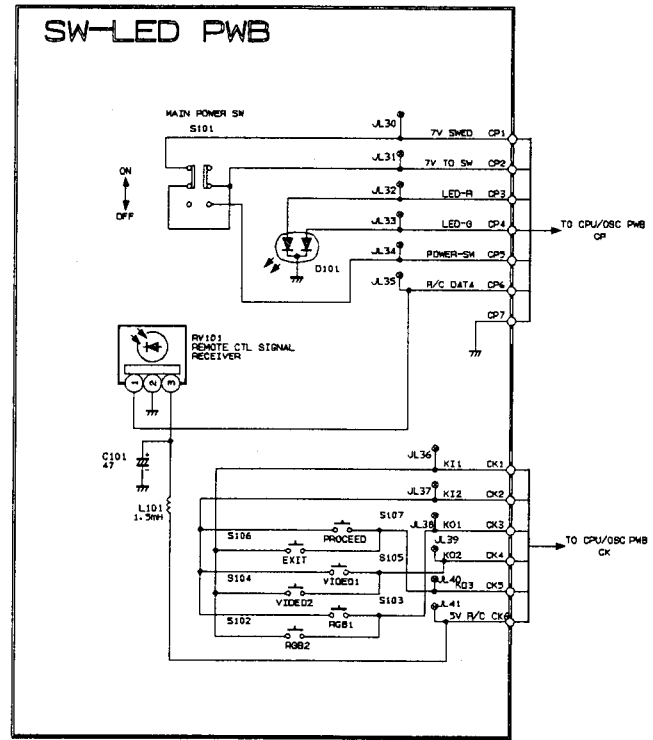 SW-LED PWB
MAIN POWER SW
S101
ON
OFF
JL30
7V SWED CP1
JL31
7V TO SW CP2
JL32
LED-R CP3
JL33
LED-G CP4
JL34
POWER-SW CP5
JL35
R/C DATA CP6
CP7
D101
TO CPU/OSC PWB
CP
RV101
REMOTE CTL SIGNAL
RECEIVER
1 2 3
C101
47
+
L101
1.5mH
JL36
KI1 CK1
JL37
KI2 CK2
S107
JL38
KO1 CK3
S106
PROCEED
JL39
EXIT
S105
KO2 CK4
TO CPU/OSC PWB
CK
S104
VIDEO1
JL40
KO3 CK5
VIDEO2
S103
JL41
S102
RGB1
5V R/C CK6
RGB2